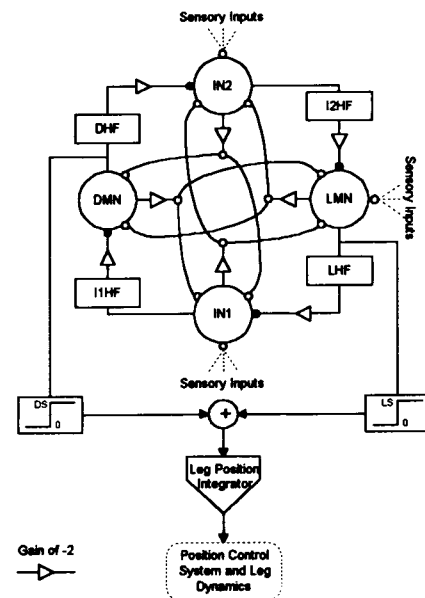 Sensory Inputs
IN2
DHF
I2HF
DMN
LMN
Sensory Inputs
I1HF
LHF
IN1
Sensory Inputs
DS
0
+
LS
0
Leg Position
Integrator
Gain of -2
Position Control
System and Leg
Dynamics